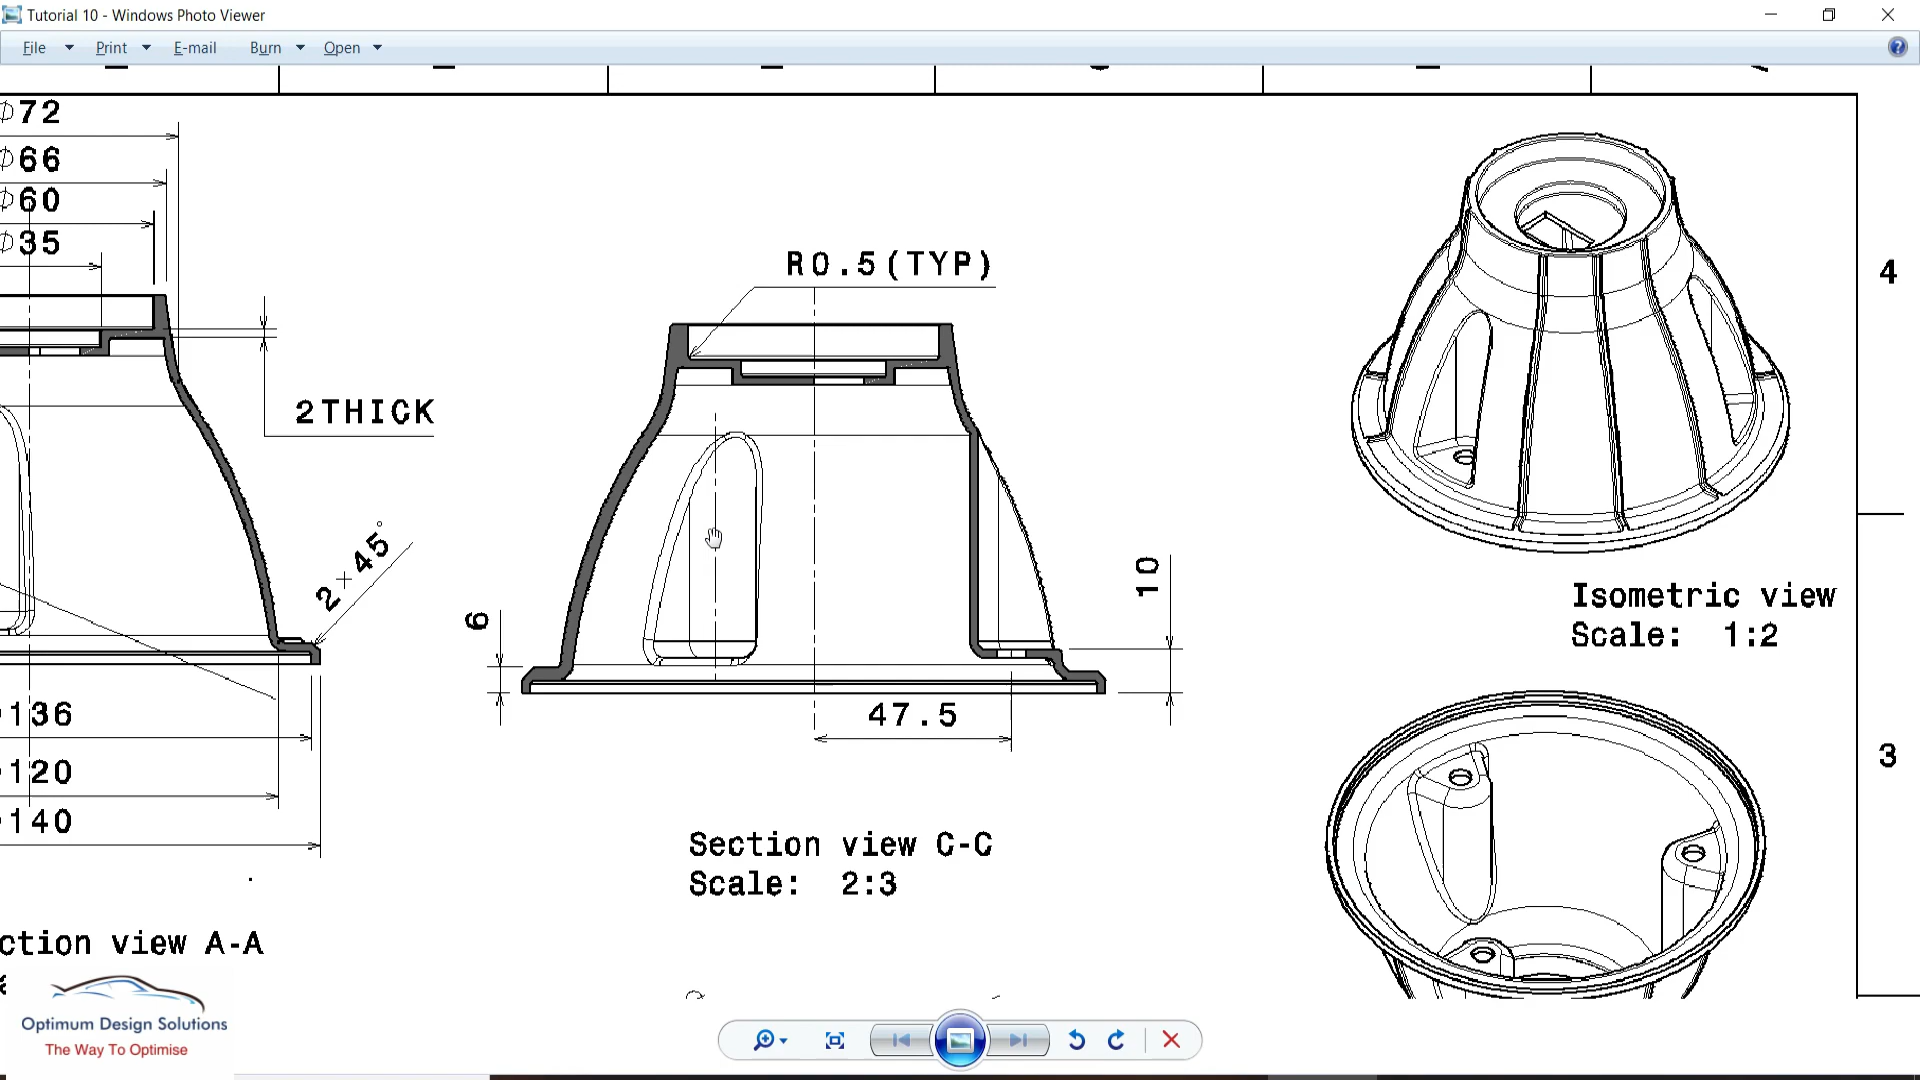 Tutorial 10 - Windows Photo Viewer
File Print E-mail Burn Open
?
∅72
∅66
∅60
∅35
R0.5(TYP)
4
2THICK
2×45°
10
6
Isometric view
Scale: 1:2
136
47.5
3
120
140
Section view C-C
Scale: 2:3
ction view A-A
Optimum Design Solutions
The Way To Optimise